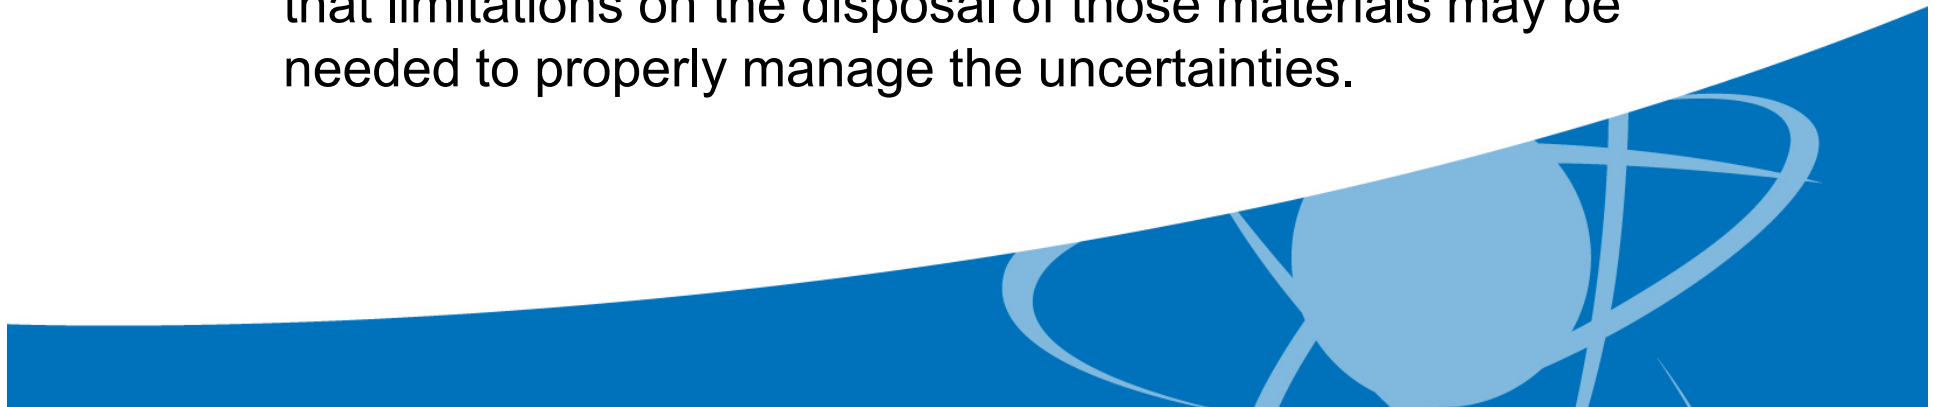 that limitations on the disposal of those materials may be
needed to properly manage the uncertainties.